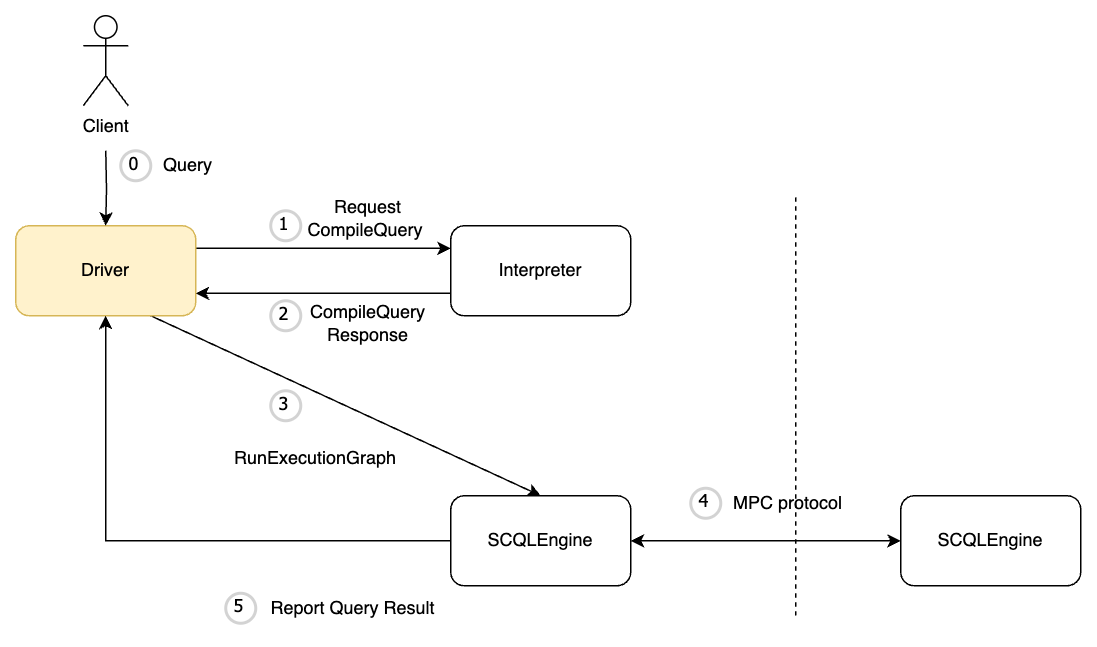 Client
0 Query
1 Request
CompileQuery
Driver
Interpreter
2 CompileQuery
Response
3
RunExecutionGraph
4 MPC protocol
SCQLEngine
SCQLEngine
5 Report Query Result